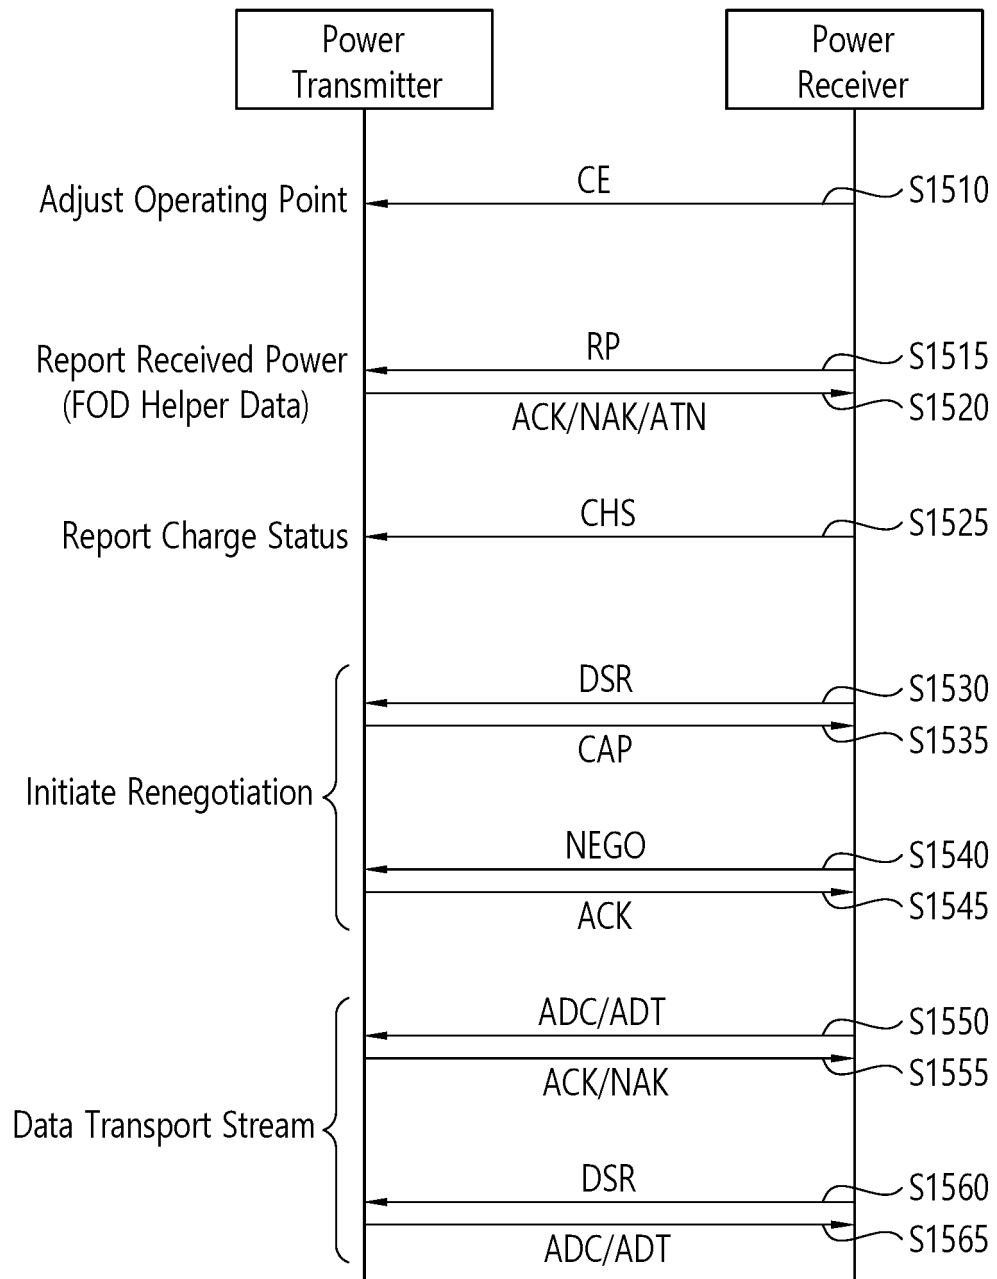 Power
Transmitter
Power
Receiver
Adjust Operating Point
CE
S1510
Report Received Power
(FOD Helper Data)
RP
S1515
ACK/NAK/ATN
S1520
Report Charge Status
CHS
S1525
Initiate Renegotiation
DSR
S1530
CAP
S1535
NEGO
S1540
ACK
S1545
Data Transport Stream
ADC/ADT
S1550
ACK/NAK
S1555
DSR
S1560
ADC/ADT
S1565